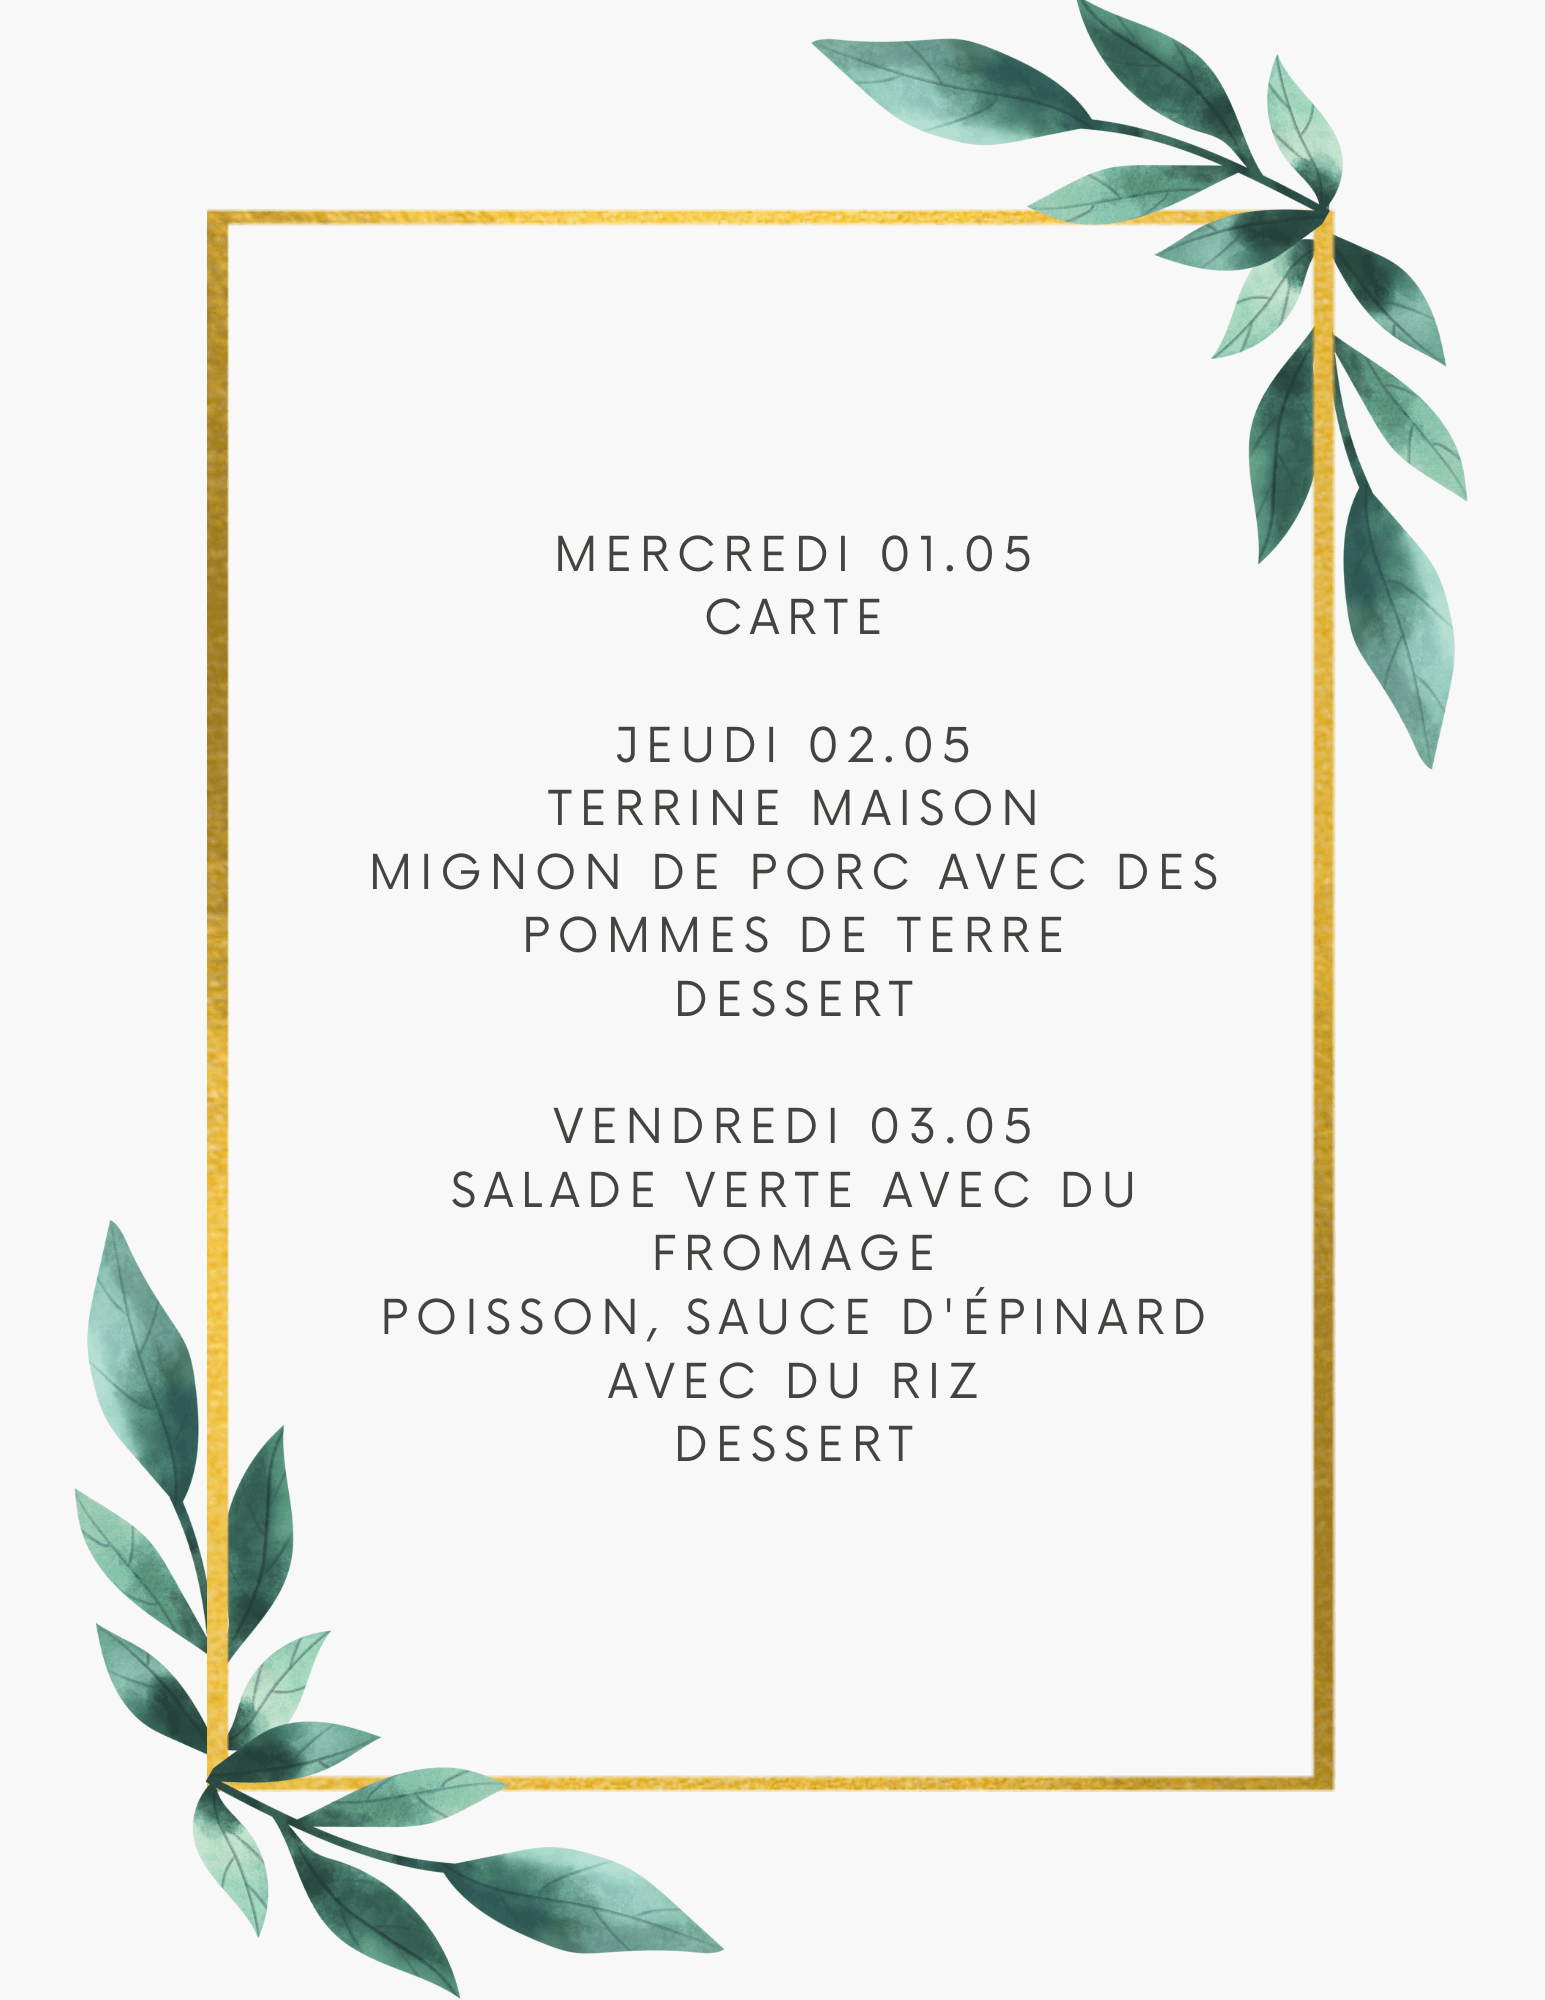 MERCREDI 01.05
CARTE
JEUDI 02.05
TERRINE MAISON
MIGNON DE PORC AVEC DES
POMMES DE TERRE
DESSERT
VENDREDI 03.05
SALADE VERTE AVEC DU
FROMAGE
POISSON, SAUCE D'ÉPINARD
AVEC DU RIZ
DESSERT